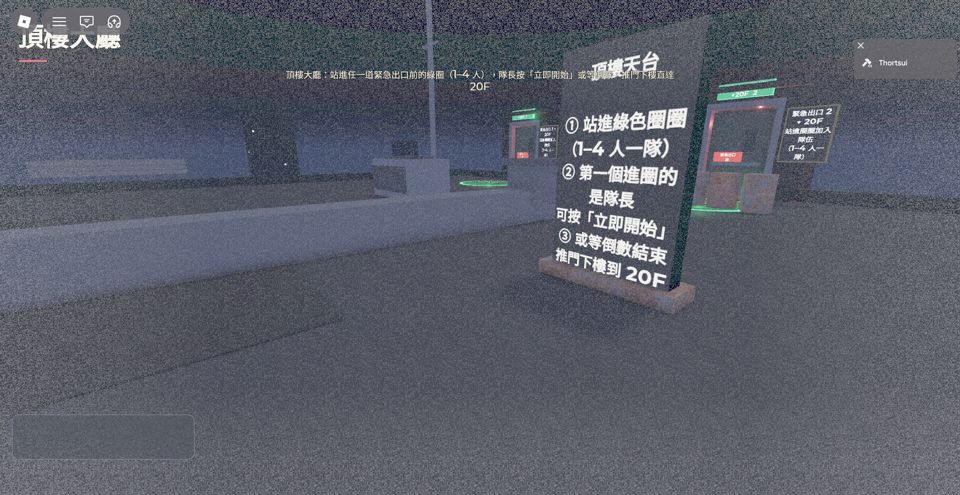 頂樓大廳
頂樓大廳：站進任一道緊急出口前的綠圈（1–4 人），隊長按「立即開始」或等
推門下樓直達
20F
Thortsui
頂樓天台
① 站進綠色圈圈
（1–4 人一隊）
② 第一個進圈的
是隊長
可按「立即開始」
③ 或等倒數結束
推門下樓到 20F
緊急出口 2
▼ 20F
站進圈圈加入
隊伍
（1–4 人一
隊）